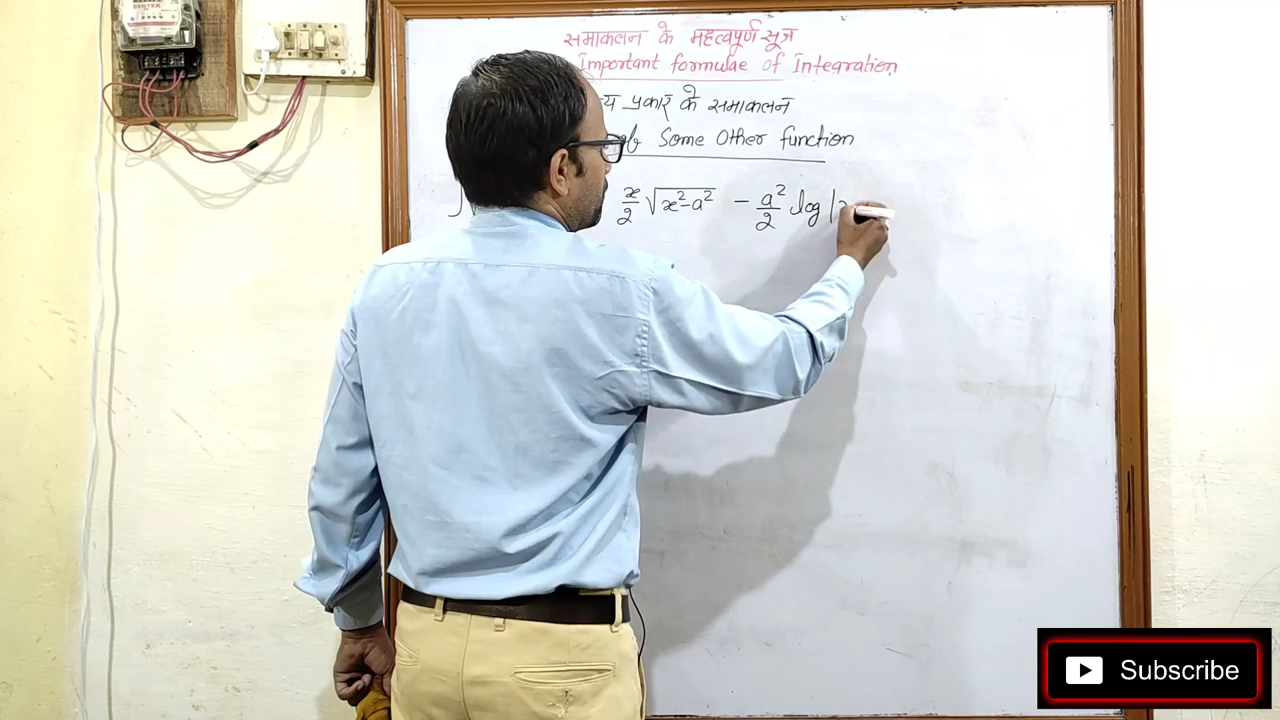 समाकलन के महत्वपूर्ण सूत्र
Important formulae of Integration
प्रकार के समाकलन
Some Other function
∫ x/2 √x²-a² - a²/2 log |
Subscribe